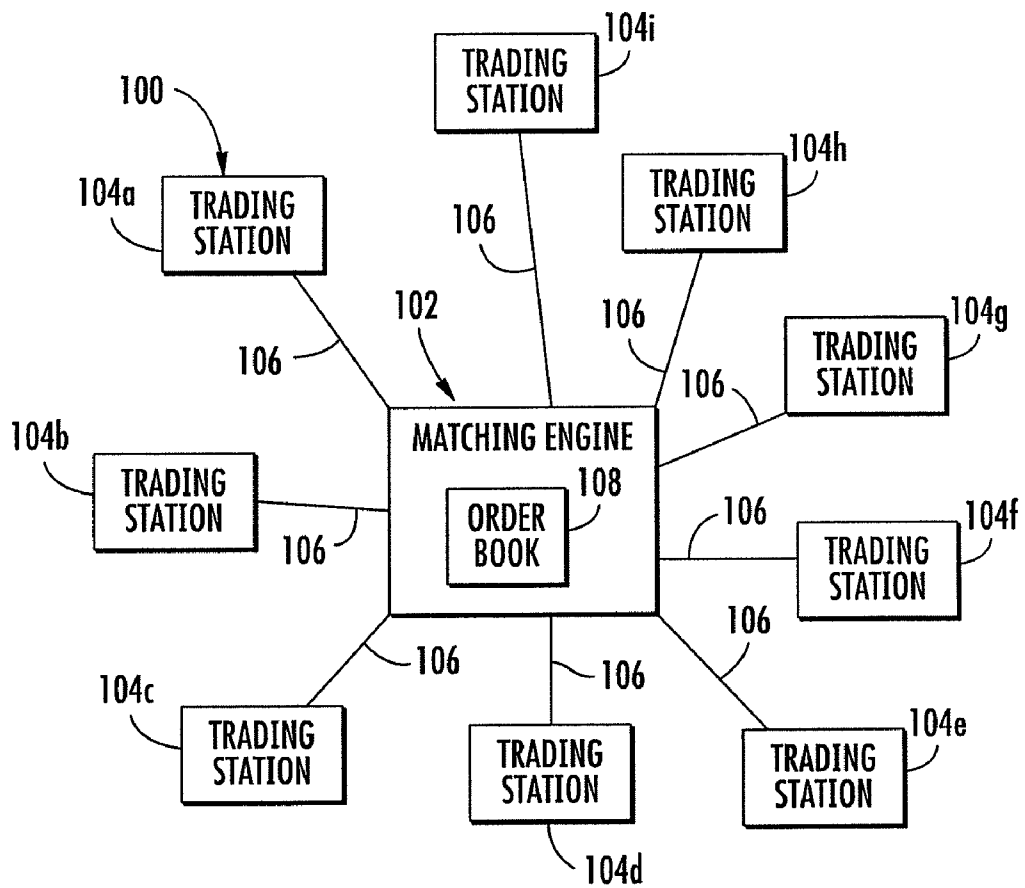 104i
TRADING
STATION
100
104h
TRADING
STATION
104a
TRADING
STATION
106
102
106
104g
TRADING
STATION
106
106
104b
TRADING
STATION
106
MATCHING ENGINE
108
ORDER
BOOK
106
104f
TRADING
STATION
106
106
106
104c
TRADING
STATION
TRADING
STATION
104d
104e
TRADING
STATION